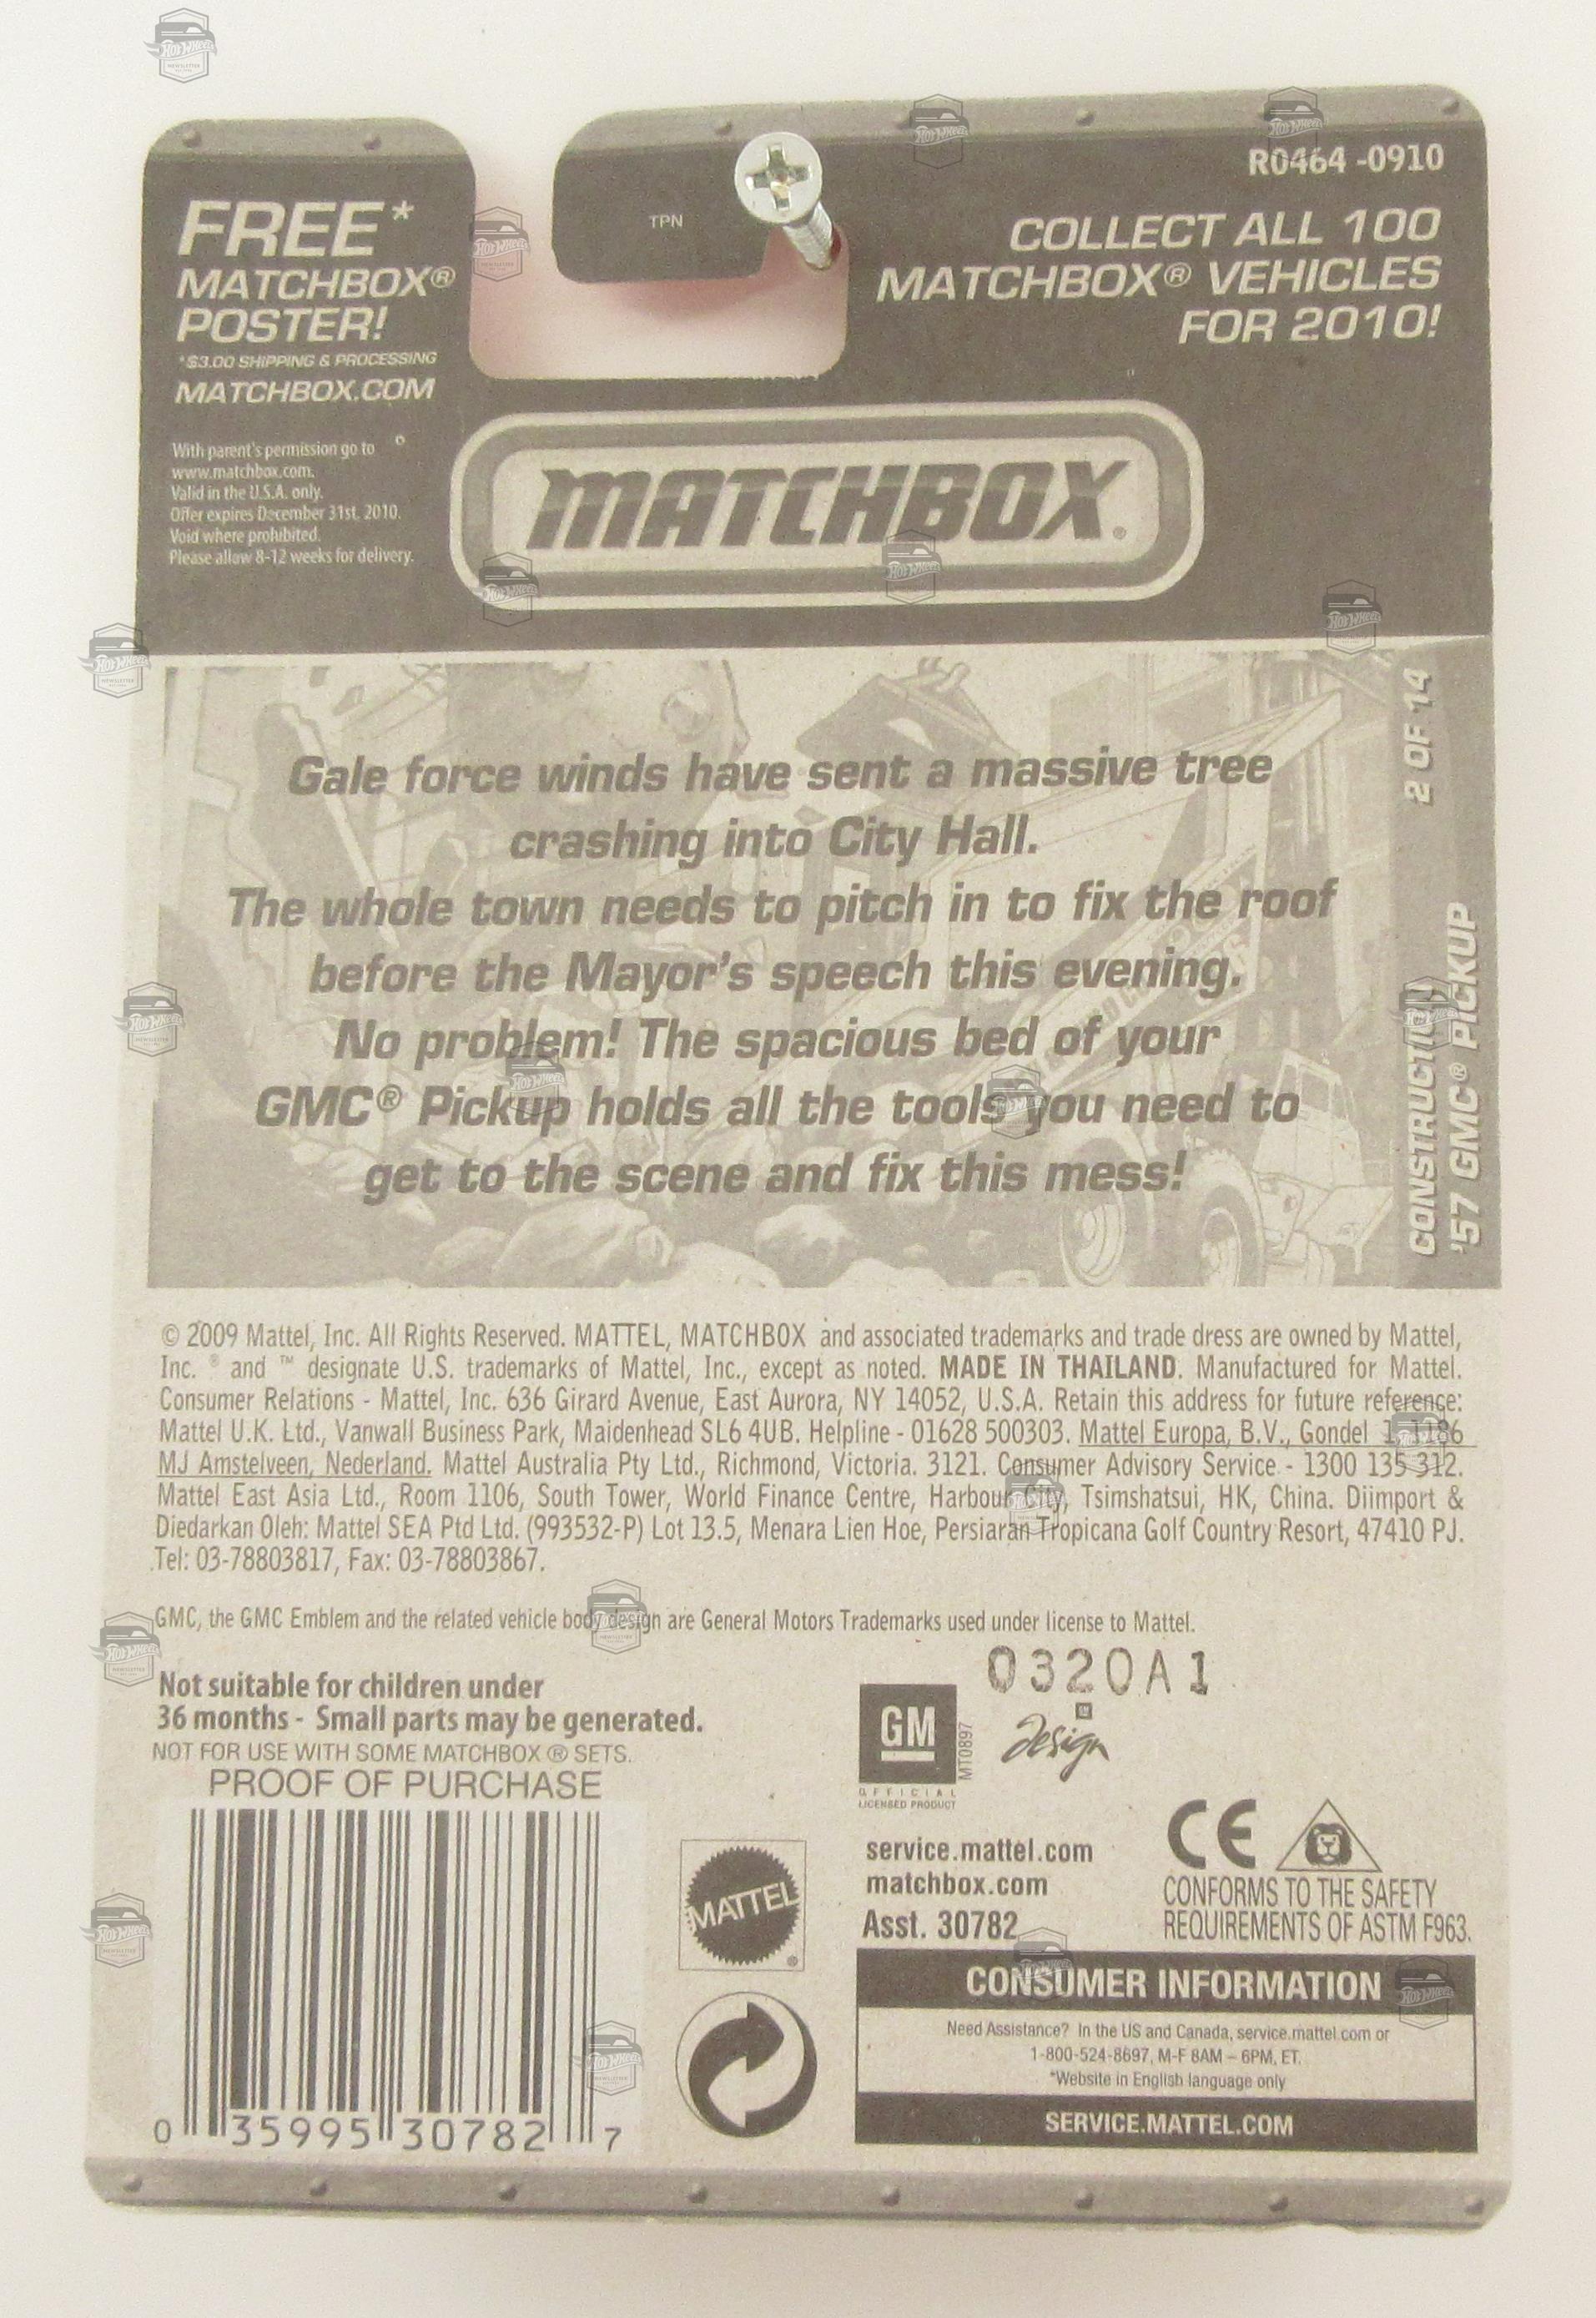 FREE*
MATCHBOX®
POSTER!
*$3.00 SHIPPING & PROCESSING
MATCHBOX.COM
With parent's permission go to
www.matchbox.com.
Valid in the U.S.A. only.
Offer expires December 31st, 2010.
Void where prohibited.
Please allow 8-12 weeks for delivery.
TPN
R0464 -0910
COLLECT ALL 100
MATCHBOX® VEHICLES
FOR 2010!
MATCHBOX®
Gale force winds have sent a massive tree
crashing into City Hall.
The whole town needs to pitch in to fix the roof
before the Mayor's speech this evening.
No problem! The spacious bed of your
GMC® Pickup holds all the tools you need to
get to the scene and fix this mess!
CONSTRUCTION 2 OF 14
'57 GMC® PICKUP
© 2009 Mattel, Inc. All Rights Reserved. MATTEL, MATCHBOX and associated trademarks and trade dress are owned by Mattel,
Inc. ® and ™ designate U.S. trademarks of Mattel, Inc., except as noted. MADE IN THAILAND. Manufactured for Mattel.
Consumer Relations - Mattel, Inc. 636 Girard Avenue, East Aurora, NY 14052, U.S.A. Retain this address for future reference:
Mattel U.K. Ltd., Vanwall Business Park, Maidenhead SL6 4UB. Helpline - 01628 500303. Mattel Europa, B.V., Gondel 1, 1186
MJ Amstelveen, Nederland. Mattel Australia Pty Ltd., Richmond, Victoria. 3121. Consumer Advisory Service - 1300 135 312.
Mattel East Asia Ltd., Room 1106, South Tower, World Finance Centre, Harbour City, Tsimshatsui, HK, China. Diimport &
Diedarkan Oleh: Mattel SEA Ptd Ltd. (993532-P) Lot 13.5, Menara Lien Hoe, Persiaran Tropicana Golf Country Resort, 47410 PJ.
Tel: 03-78803817, Fax: 03-78803867.
GMC, the GMC Emblem and the related vehicle body design are General Motors Trademarks used under license to Mattel.
0320A1
Not suitable for children under
36 months - Small parts may be generated.
NOT FOR USE WITH SOME MATCHBOX ® SETS.
PROOF OF PURCHASE
0 35995 30782 7
MATTEL®
GM
MT0897
OFFICIAL
LICENSED PRODUCT
Design
service.mattel.com
matchbox.com
Asst. 30782
CE
CONFORMS TO THE SAFETY
REQUIREMENTS OF ASTM F963.
CONSUMER INFORMATION
Need Assistance? In the US and Canada, service.mattel.com or
1-800-524-8697, M-F 8AM – 6PM, ET.
*Website in English language only
SERVICE.MATTEL.COM